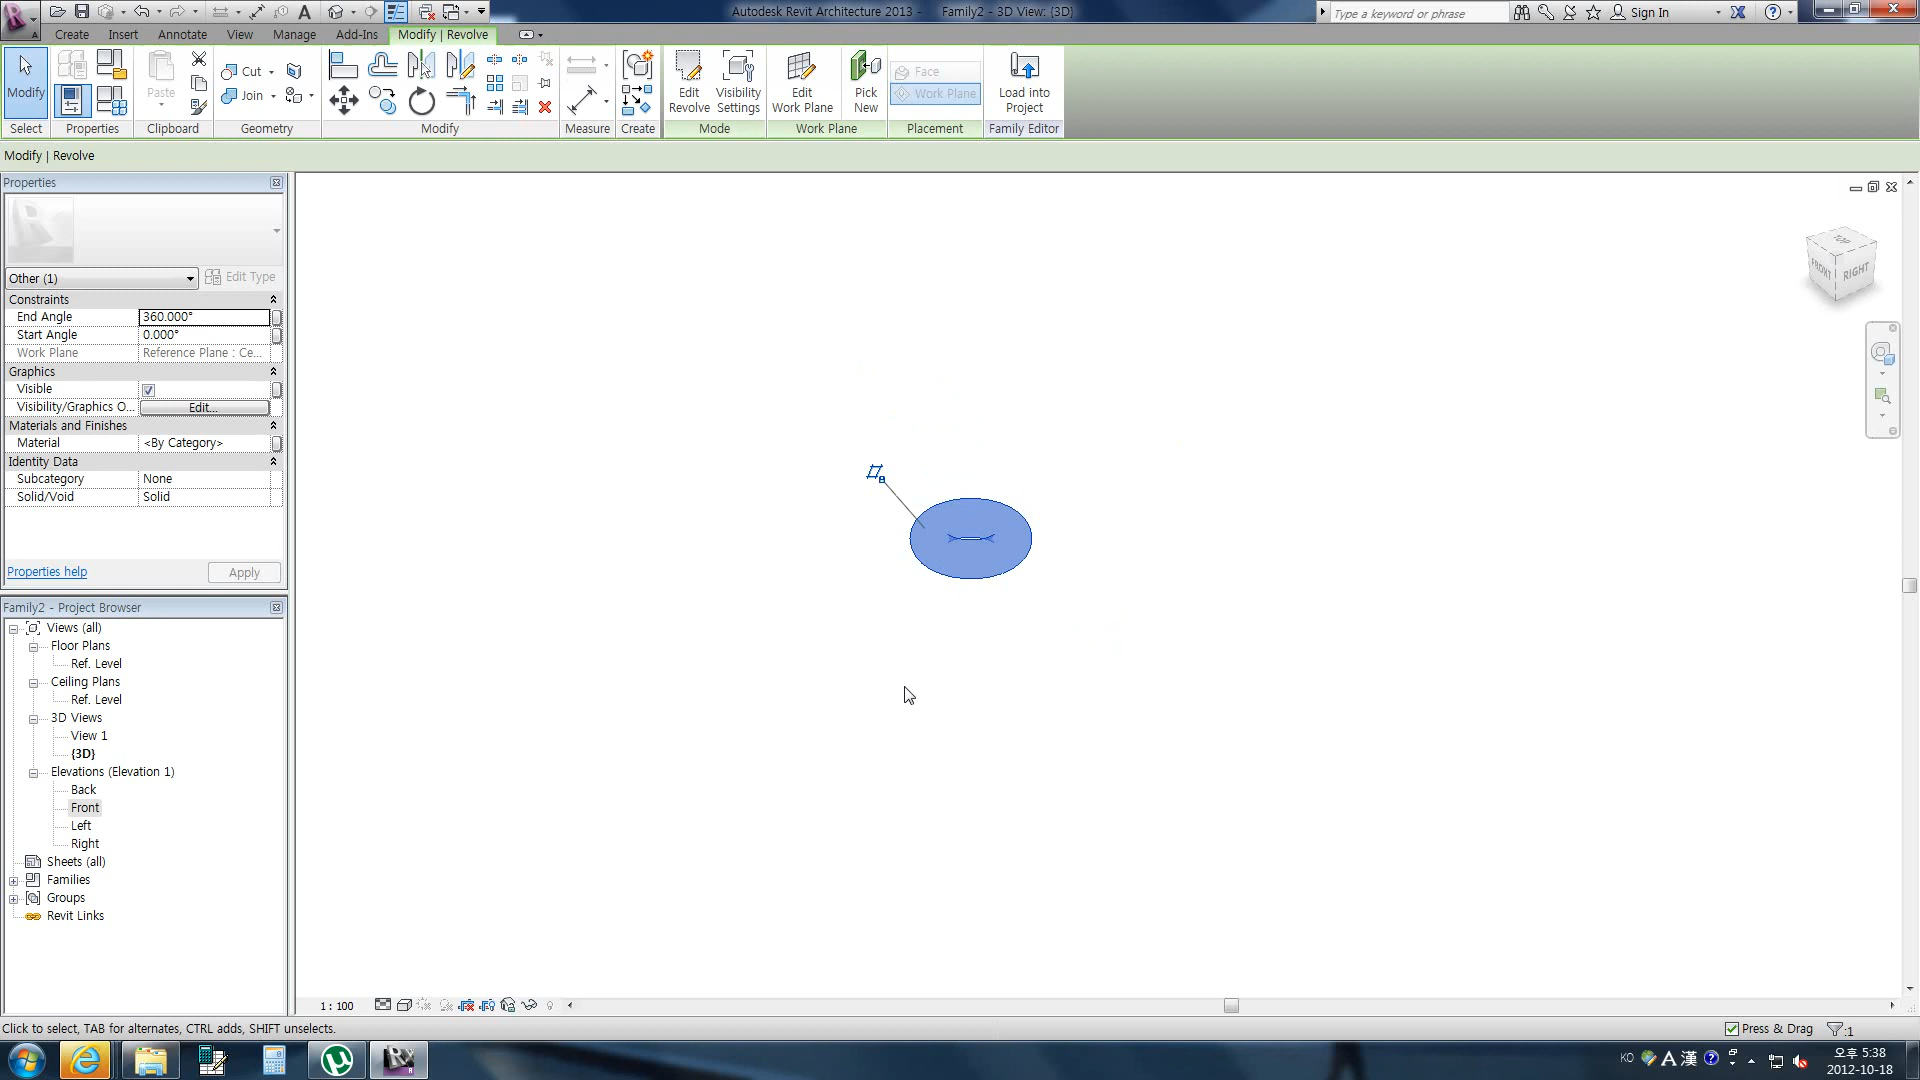 Autodesk Revit Architecture 2013 - Family2 - 3D View: {3D}
Type a keyword or phrase
Sign In
Create Insert Annotate View Manage Add-Ins Modify | Revolve
Modify
Paste
Cut
Join
Edit Revolve
Visibility Settings
Edit Work Plane
Pick New
Face
Work Plane
Load into Project
Select Properties Clipboard Geometry Modify Measure Create Mode Work Plane Placement Family Editor
Modify | Revolve
Properties
Other (1) Edit Type
Constraints
End Angle 360.000°
Start Angle 0.000°
Work Plane Reference Plane : Ce...
Graphics
Visible
Visibility/Graphics O... Edit...
Materials and Finishes
Material <By Category>
Identity Data
Subcategory None
Solid/Void Solid
Properties help Apply
Family2 - Project Browser
Views (all)
Floor Plans
Ref. Level
Ceiling Plans
Ref. Level
3D Views
View 1
{3D}
Elevations (Elevation 1)
Back
Front
Left
Right
Sheets (all)
Families
Groups
Revit Links
TOP
FRONT RIGHT
1 : 100
Click to select, TAB for alternates, CTRL adds, SHIFT unselects.
Press & Drag :1
KO A 漢
오후 5:38
2012-10-18